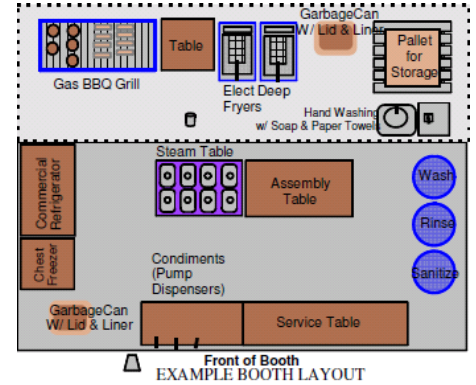 GarbageCan
W/ Lid & Liner
Table
Pallet
for
Storage
Gas BBQ Grill
Elect Deep
Fryers
Hand Washing
w/ Soap & Paper Towels
Steam Table
Commercial
Refrigerator
Assembly
Table
Wash
Rinse
Sanitize
Chest
Freezer
Condiments
(Pump
Dispensers)
GarbageCan
W/ Lid & Liner
Service Table
Front of Booth
EXAMPLE BOOTH LAYOUT